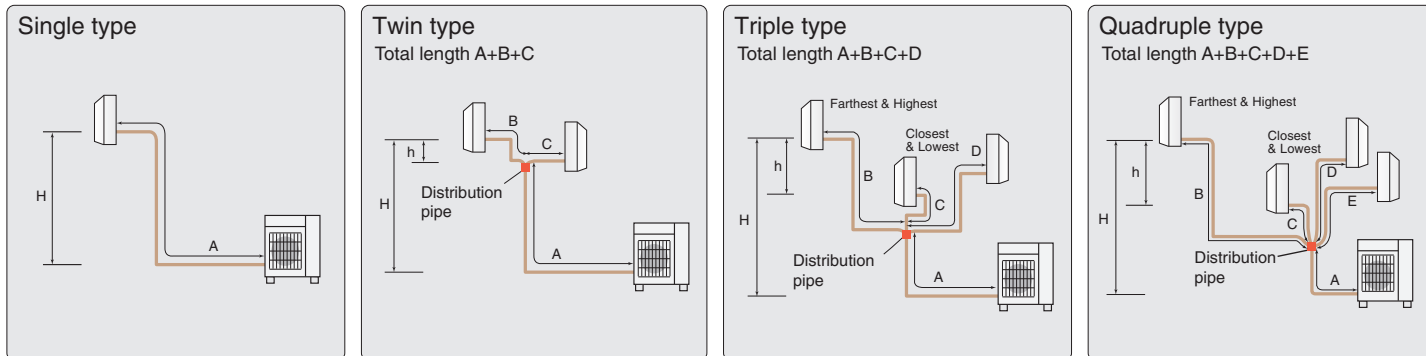 Single type
H
A
Twin type
Total length A+B+C
B
C
h
H
Distribution
pipe
A
Triple type
Total length A+B+C+D
Farthest & Highest
Closest
& Lowest
D
h
B
C
H
Distribution
pipe
A
Quadruple type
Total length A+B+C+D+E
Farthest & Highest
Closest
& Lowest
h
D
B
E
C
H
Distribution
pipe
A